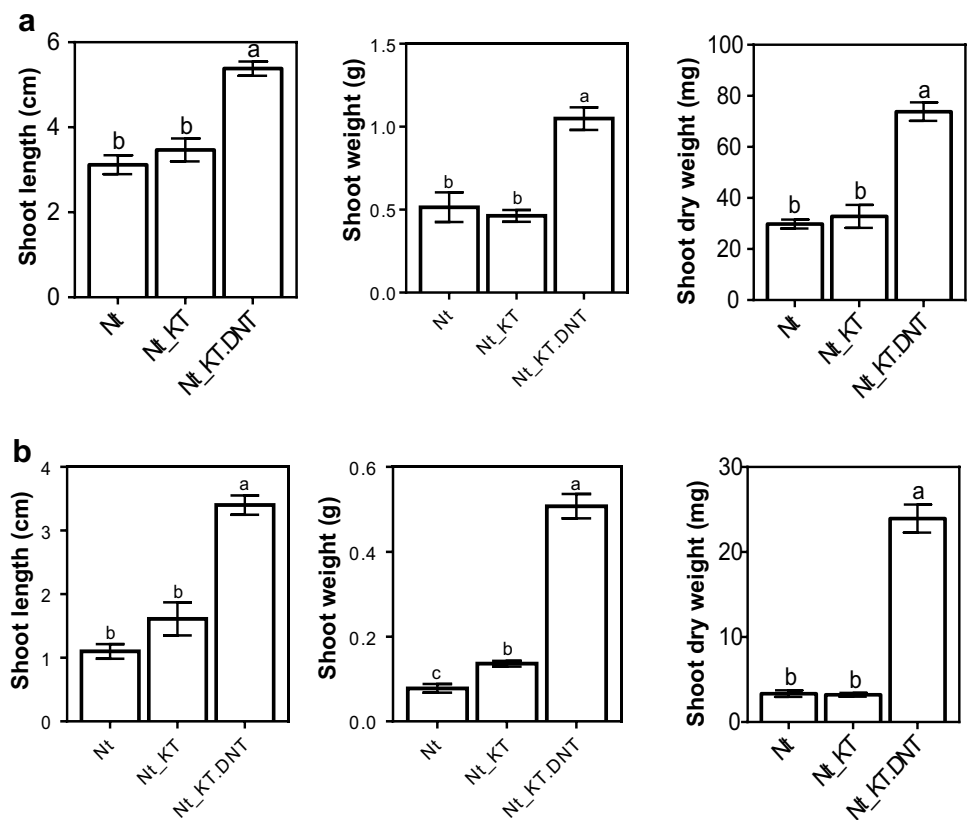 a
Shoot length (cm)
6
4
2
0
b
b
a
Nt
Nt_KT
Nt_KT.DNT
Shoot weight (g)
1.5
1.0
0.5
0.0
b
b
a
Nt
Nt_KT
Nt_KT.DNT
Shoot dry weight (mg)
100
80
60
40
20
0
b
b
a
Nt
Nt_KT
Nt_KT.DNT
b
Shoot length (cm)
4
3
2
1
0
b
b
a
Nt
Nt_KT
Nt_KT.DNT
Shoot weight (g)
0.6
0.4
0.2
0.0
c
b
a
Nt
Nt_KT
Nt_KT.DNT
Shoot dry weight (mg)
30
20
10
0
b
b
a
Nt
Nt_KT
Nt_KT.DNT